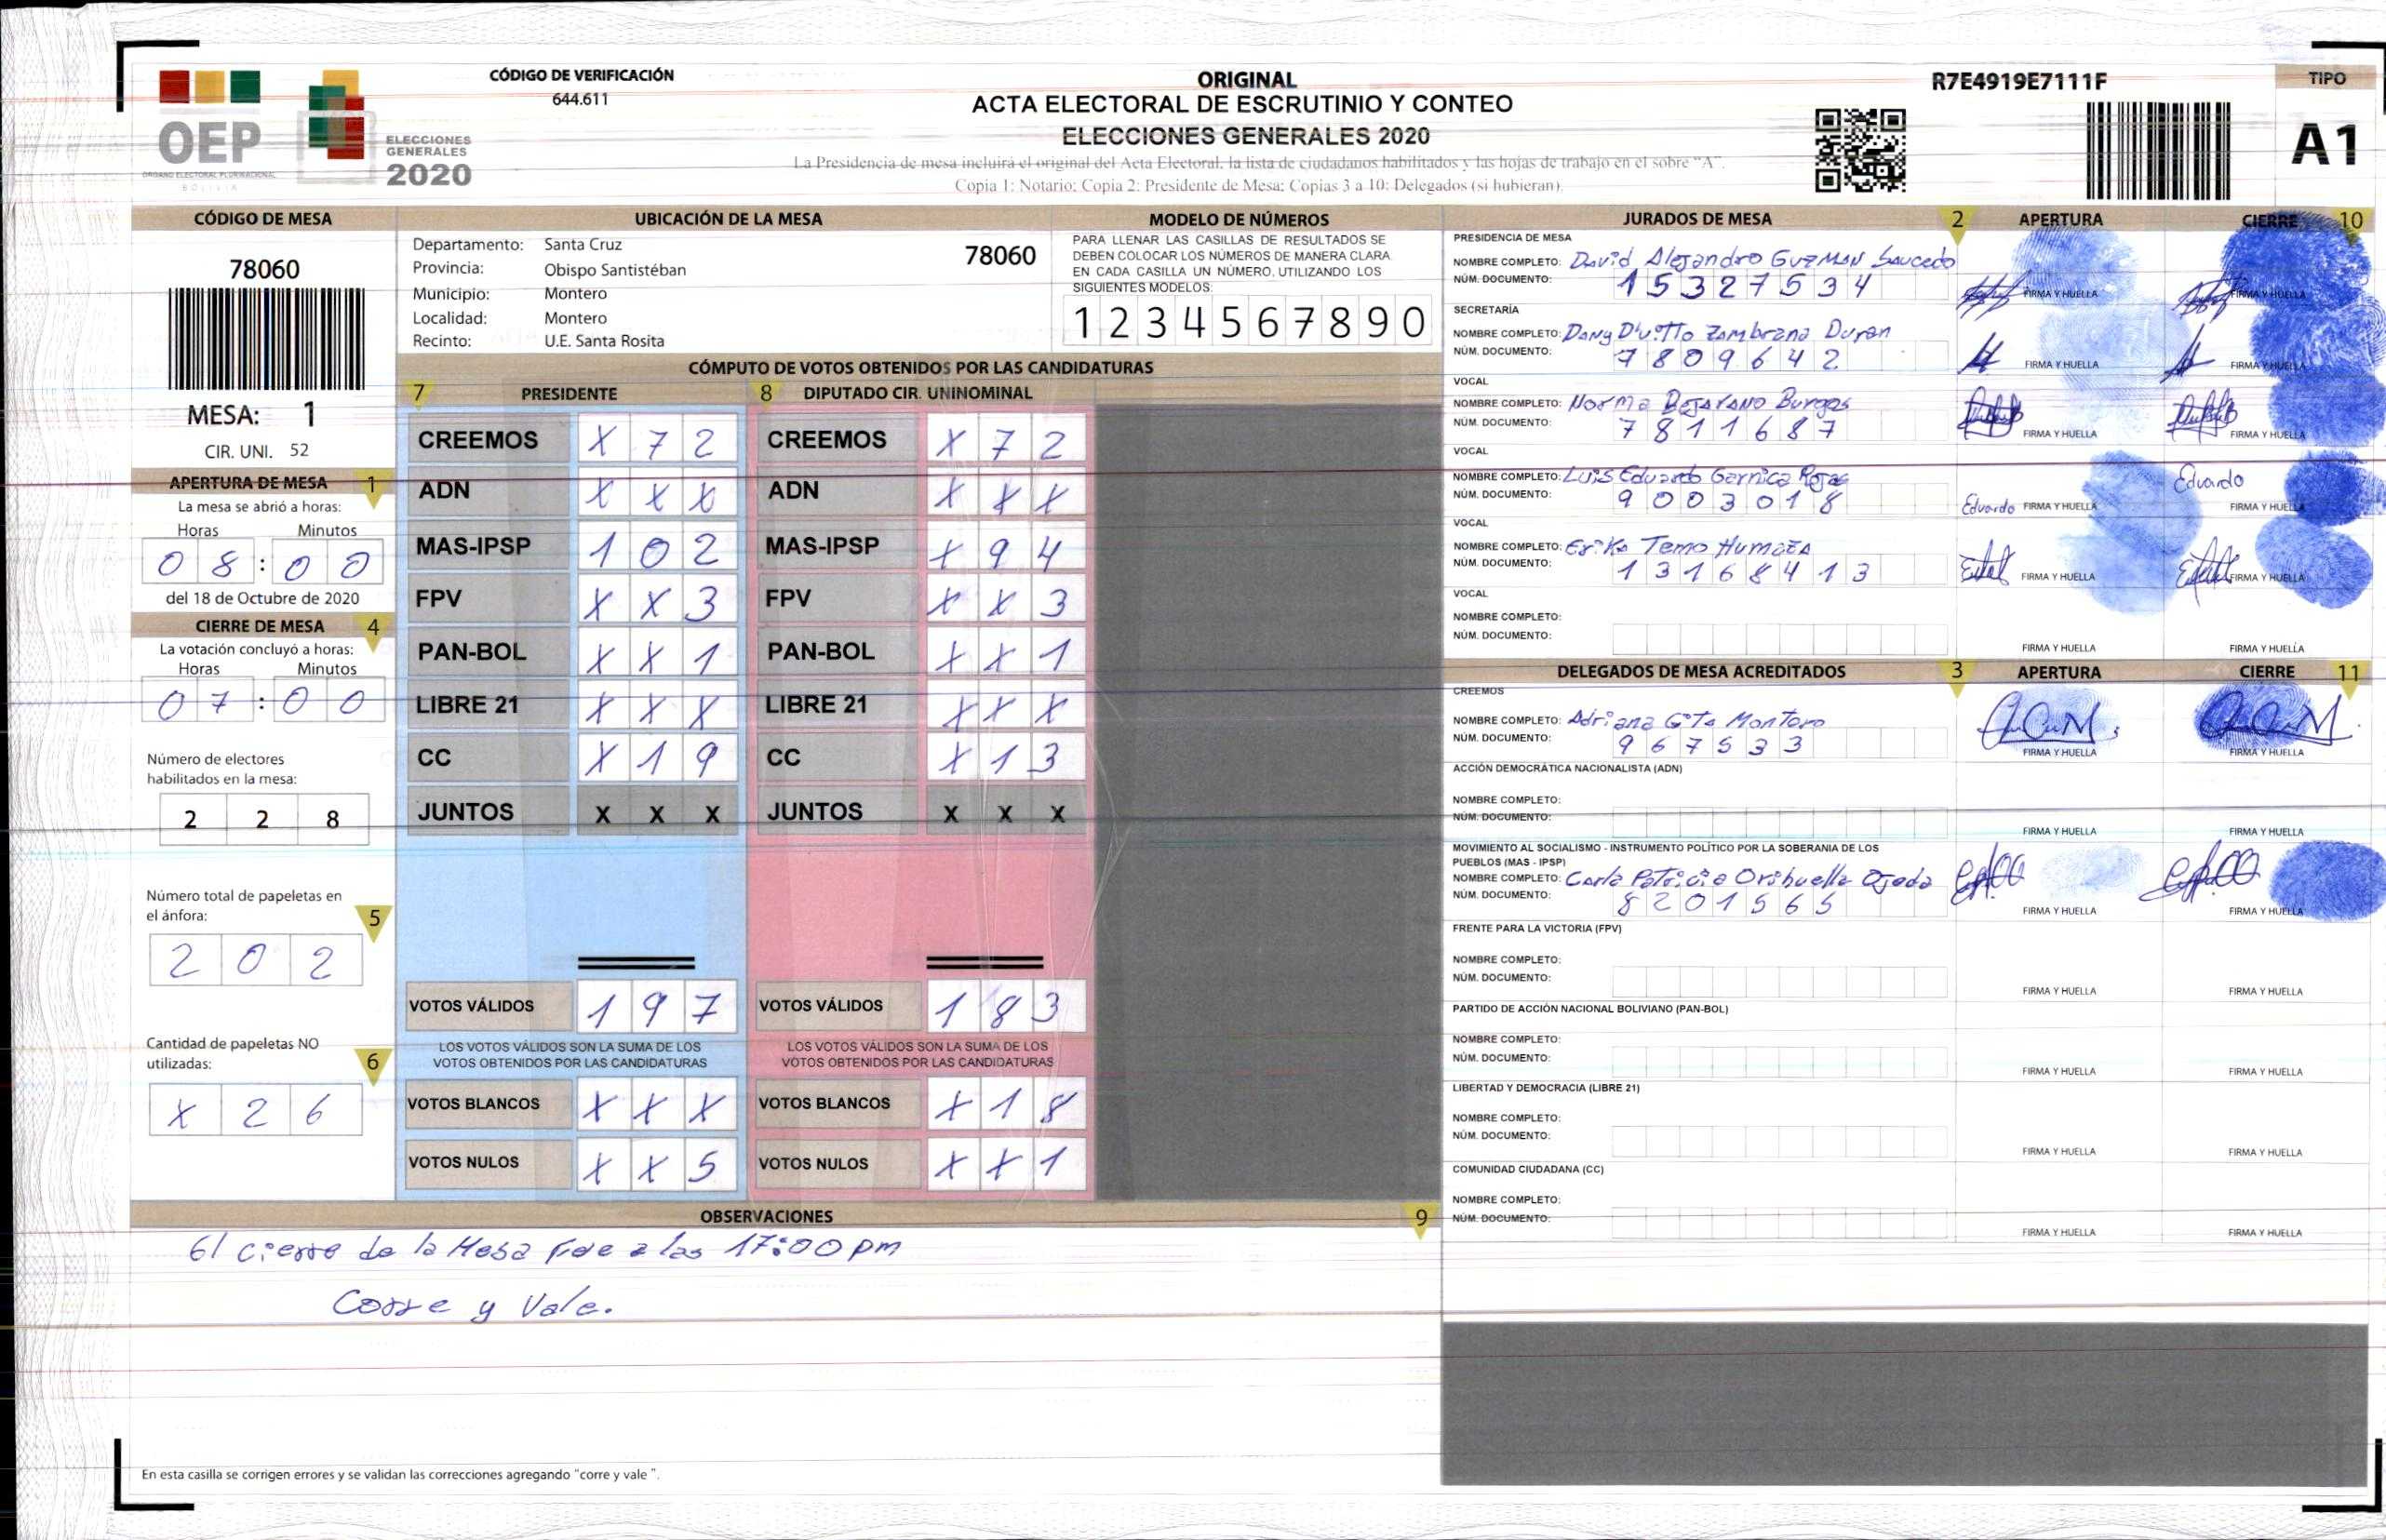 CÓDIGO DE VERIFICACIÓN
644.611
ORIGINAL
ACTA ELECTORAL DE ESCRUTINIO Y CONTEO
ELECCIONES GENERALES 2020
La Presidencia de mesa incluirá el original del Acta Electoral, la lista de ciudadanos habilitados y las hojas de trabajo en el sobre "A".
Copia 1: Notario; Copia 2: Presidente de Mesa; Copias 3 a 10: Delegados (si hubieran).
R7E4919E7111F
TIPO
A1
OEP
ÓRGANO ELECTORAL PLURINACIONAL
BOLIVIA
ELECCIONES
GENERALES
2020
CÓDIGO DE MESA
78060
MESA: 1
CIR. UNI. 52
APERTURA DE MESA 1
La mesa se abrió a horas:
Horas Minutos
0 8 : 0 0
del 18 de Octubre de 2020
CIERRE DE MESA 4
La votación concluyó a horas:
Horas Minutos
0 7 : 0 0
Número de electores
habilitados en la mesa:
2 2 8
Número total de papeletas en
el ánfora: 5
2 0 2
Cantidad de papeletas NO
utilizadas: 6
X 2 6
UBICACIÓN DE LA MESA
Departamento: Santa Cruz 78060
Provincia: Obispo Santistéban
Municipio: Montero
Localidad: Montero
Recinto: U.E. Santa Rosita
MODELO DE NÚMEROS
PARA LLENAR LAS CASILLAS DE RESULTADOS SE
DEBEN COLOCAR LOS NÚMEROS DE MANERA CLARA
EN CADA CASILLA UN NÚMERO, UTILIZANDO LOS
SIGUIENTES MODELOS:
1 2 3 4 5 6 7 8 9 0
CÓMPUTO DE VOTOS OBTENIDOS POR LAS CANDIDATURAS
7 PRESIDENTE
CREEMOS X 7 2
ADN X X X
MAS-IPSP 1 0 2
FPV X X 3
PAN-BOL X X 1
LIBRE 21 X X X
CC X 1 9
JUNTOS X X X
VOTOS VÁLIDOS 1 9 7
LOS VOTOS VÁLIDOS SON LA SUMA DE LOS
VOTOS OBTENIDOS POR LAS CANDIDATURAS
VOTOS BLANCOS X X X
VOTOS NULOS X X 5
8 DIPUTADO CIR. UNINOMINAL
CREEMOS X 7 2
ADN X X X
MAS-IPSP X 9 4
FPV X X 3
PAN-BOL X X 1
LIBRE 21 X X X
CC X 1 3
JUNTOS X X X
VOTOS VÁLIDOS 1 8 3
LOS VOTOS VÁLIDOS SON LA SUMA DE LOS
VOTOS OBTENIDOS POR LAS CANDIDATURAS
VOTOS BLANCOS X 1 8
VOTOS NULOS X X 1
OBSERVACIONES 9
El cierre de la Mesa Fue a las 17:00 pm
Corre y Vale.
En esta casilla se corrigen errores y se validan las correcciones agregando "corre y vale ".
JURADOS DE MESA 2 APERTURA CIERRE 10
PRESIDENCIA DE MESA
NOMBRE COMPLETO: David Alejandro GUZMAN Saucedo
NÚM. DOCUMENTO: 1 5 3 2 7 5 3 4 FIRMA Y HUELLA FIRMA Y HUELLA
SECRETARÍA
NOMBRE COMPLETO: Dany Zambrana Duran
NÚM. DOCUMENTO: 7 8 0 9 6 4 2 FIRMA Y HUELLA FIRMA Y HUELLA
VOCAL
NOMBRE COMPLETO: Norma BEJARANO Burgos
NÚM. DOCUMENTO: 7 8 1 1 6 8 7 FIRMA Y HUELLA FIRMA Y HUELLA
VOCAL
NOMBRE COMPLETO: Luis Eduardo Garnica Rojas Eduardo
NÚM. DOCUMENTO: 9 0 0 3 0 1 8 Eduardo FIRMA Y HUELLA FIRMA Y HUELLA
VOCAL
NOMBRE COMPLETO: Erika Temo
NÚM. DOCUMENTO: 1 3 1 6 8 4 1 3 FIRMA Y HUELLA FIRMA Y HUELLA
VOCAL
NOMBRE COMPLETO:
NÚM. DOCUMENTO:
FIRMA Y HUELLA FIRMA Y HUELLA
DELEGADOS DE MESA ACREDITADOS 3 APERTURA CIERRE 11
CREEMOS
NOMBRE COMPLETO: Adriana Montero
NÚM. DOCUMENTO: 9 6 7 5 3 3 FIRMA Y HUELLA FIRMA Y HUELLA
ACCIÓN DEMOCRÁTICA NACIONALISTA (ADN)
NOMBRE COMPLETO:
NÚM. DOCUMENTO:
FIRMA Y HUELLA FIRMA Y HUELLA
MOVIMIENTO AL SOCIALISMO - INSTRUMENTO POLÍTICO POR LA SOBERANIA DE LOS
PUEBLOS (MAS - IPSP)
NOMBRE COMPLETO: Carla Patricia Orihuella Ojeda
NÚM. DOCUMENTO: 8 2 0 1 5 6 5 FIRMA Y HUELLA FIRMA Y HUELLA
FRENTE PARA LA VICTORIA (FPV)
NOMBRE COMPLETO:
NÚM. DOCUMENTO:
FIRMA Y HUELLA FIRMA Y HUELLA
PARTIDO DE ACCIÓN NACIONAL BOLIVIANO (PAN-BOL)
NOMBRE COMPLETO:
NÚM. DOCUMENTO:
FIRMA Y HUELLA FIRMA Y HUELLA
LIBERTAD Y DEMOCRACIA (LIBRE 21)
NOMBRE COMPLETO:
NÚM. DOCUMENTO:
FIRMA Y HUELLA FIRMA Y HUELLA
COMUNIDAD CIUDADANA (CC)
NOMBRE COMPLETO:
NÚM. DOCUMENTO:
FIRMA Y HUELLA FIRMA Y HUELLA